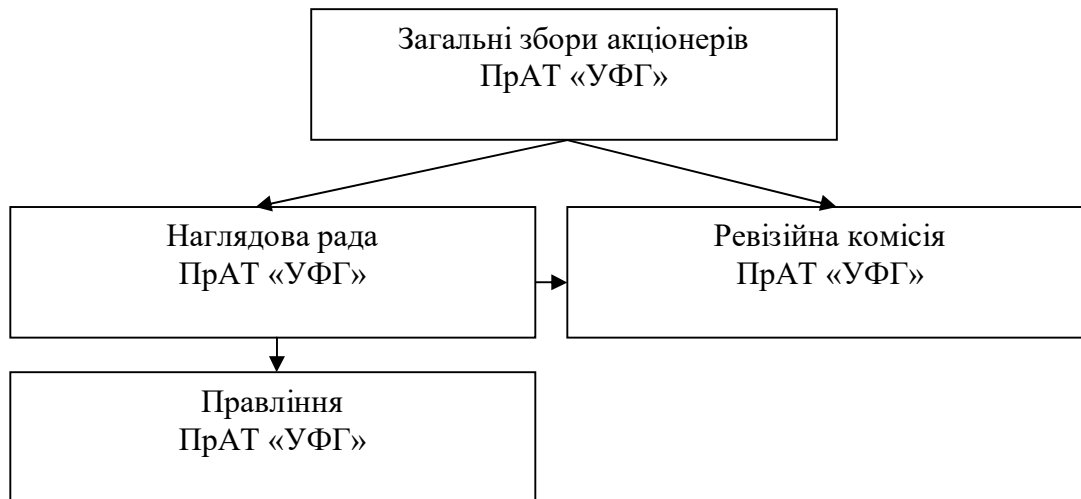 Загальні збори акціонерів
ПрАТ «УФГ»
Наглядова рада
ПрАТ «УФГ»
Ревізійна комісія
ПрАТ «УФГ»
Правління
ПрАТ «УФГ»